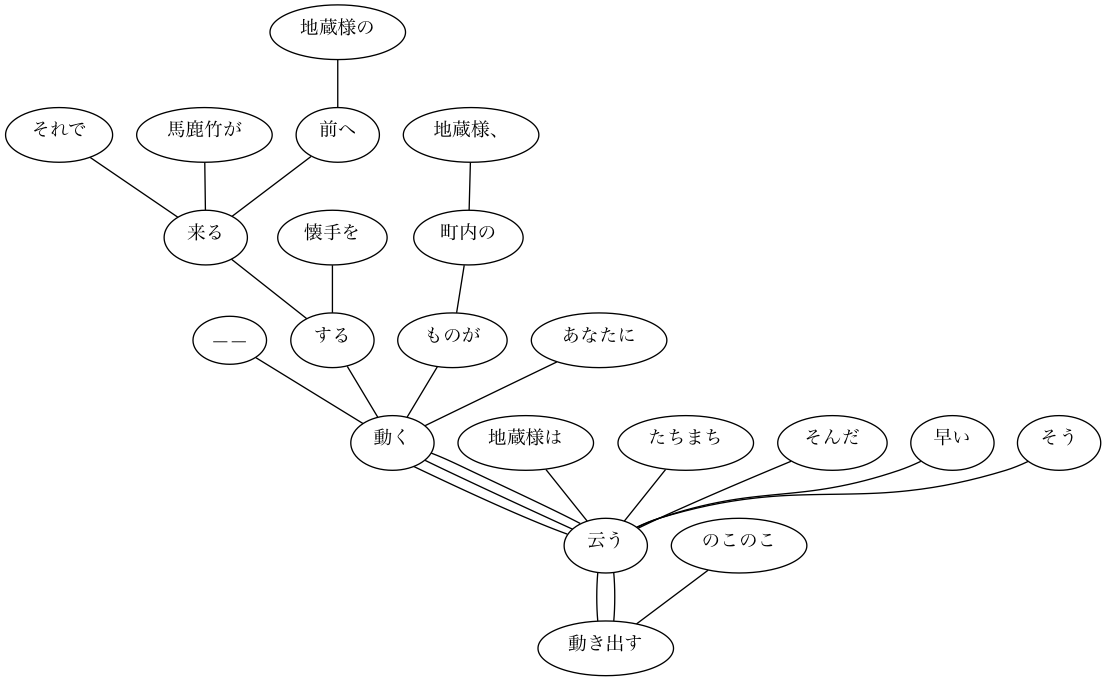 地蔵様の
それで
馬鹿竹が
前へ
地蔵様、
来る
懐手を
町内の
――
する
ものが
あなたに
動く
地蔵様は
たちまち
そんだ
早い
そう
云う
のこのこ
動き出す